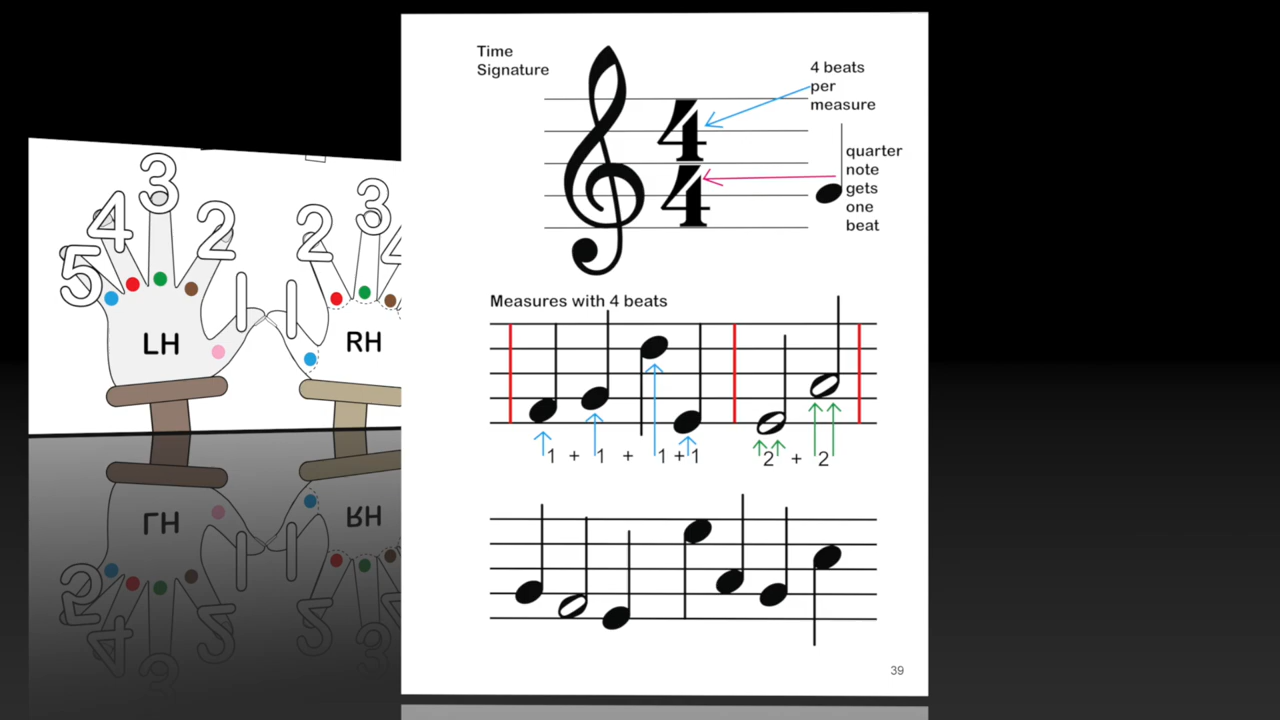 3
4
2
5
1
LH
2
3
1
RH
Time
Signature
4 beats
per
measure
4
4
quarter
note
gets
one
beat
Measures with 4 beats
1 + 1 + 1 + 1
2 + 2
39